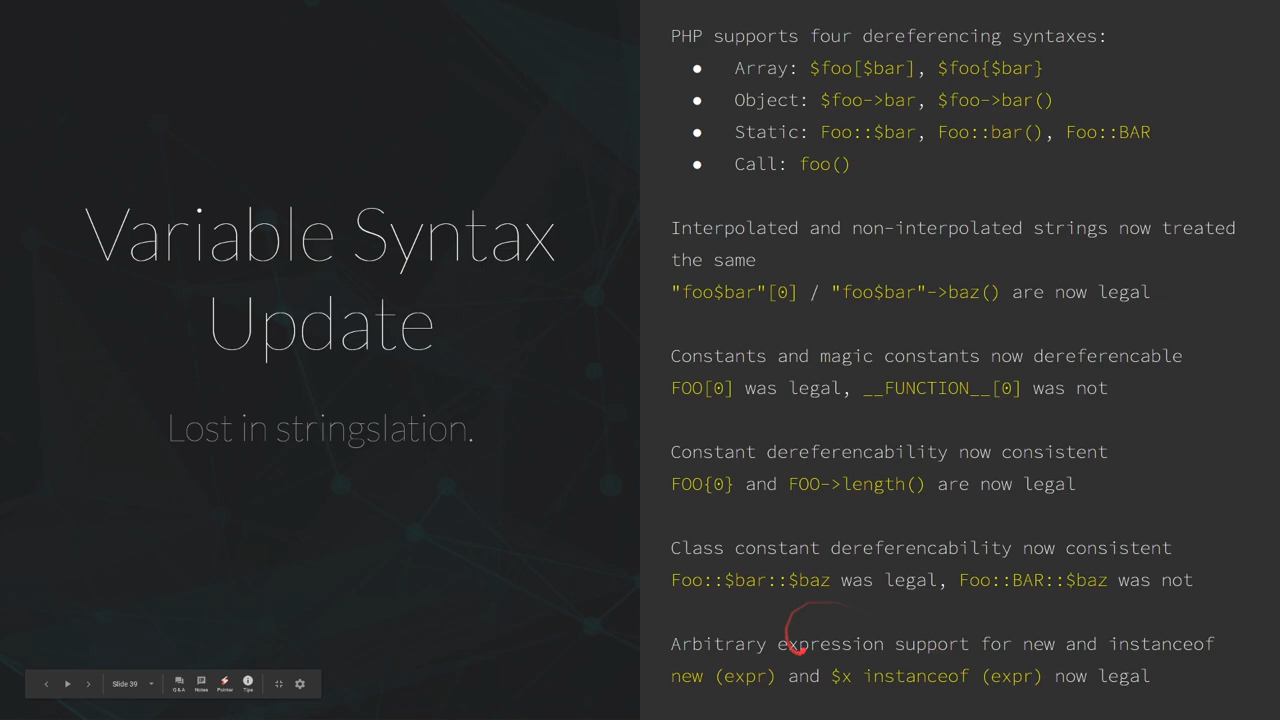 Variable Syntax
Update
Lost in stringslation.
PHP supports four dereferencing syntaxes:
● Array: $foo[$bar], $foo{$bar}
● Object: $foo->bar, $foo->bar()
● Static: Foo::$bar, Foo::bar(), Foo::BAR
● Call: foo()
Interpolated and non-interpolated strings now treated
the same
"foo$bar"[0] / "foo$bar"->baz() are now legal
Constants and magic constants now dereferencable
FOO[0] was legal, __FUNCTION__[0] was not
Constant dereferencability now consistent
FOO{0} and FOO->length() are now legal
Class constant dereferencability now consistent
Foo::$bar::$baz was legal, Foo::BAR::$baz was not
Arbitrary expression support for new and instanceof
new (expr) and $x instanceof (expr) now legal
Slide 39
Q & A Notes Pointer Tips